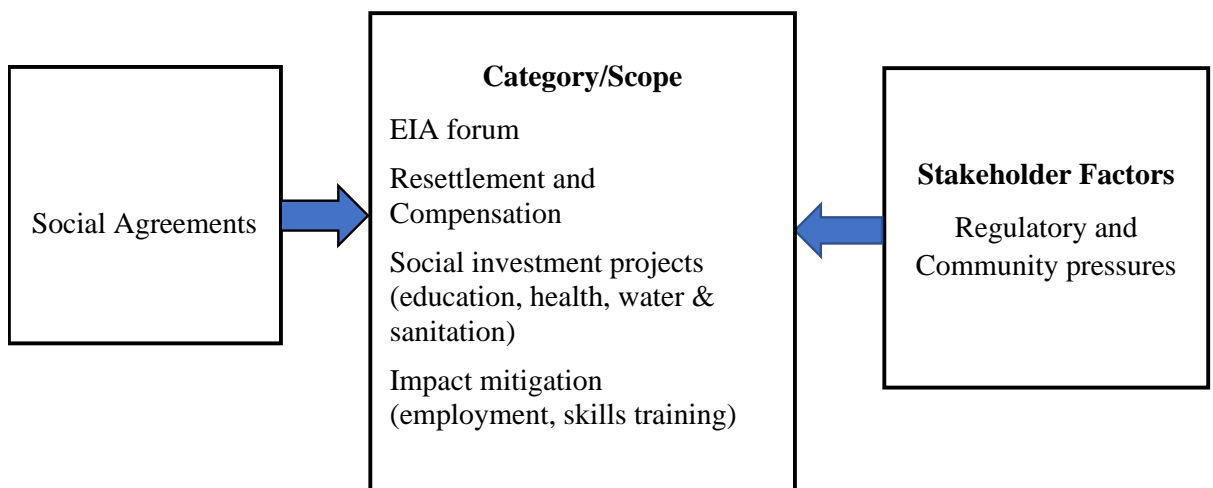 Social Agreements
Category/Scope
EIA forum
Resettlement and
Compensation
Social investment projects
(education, health, water &
sanitation)
Impact mitigation
(employment, skills training)
Stakeholder Factors
Regulatory and
Community pressures